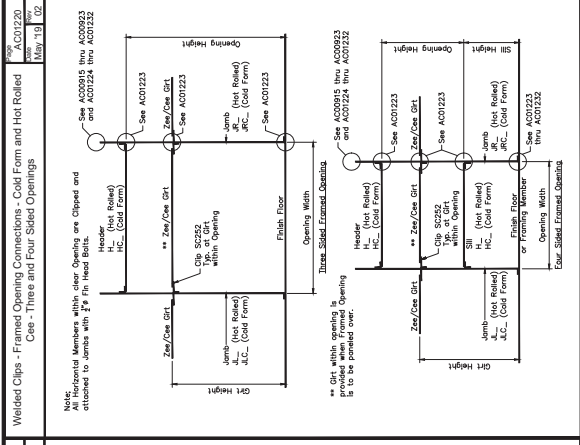 Welded Clips - Framed Opening Connections - Cold Form and Hot Rolled
Cee - Three and Four Sided Openings
Page
AC01220
Date
May '19
Rev
02
Note;
All Horizontal Members within clear Opening are Clipped and
attached to Jambs with ½"Φ Fin Head Bolts.
See AC00915 thru AC00923
and AC01224 thru AC01232
Header
H_ (Hot Rolled)
HC_ (Cold Form)
See AC01223
Zee/Cee Girt
** Zee/Cee Girt
Zee/Cee Girt
See AC01223
Clip SC252
Typ. at Girt
within Opening
Jamb
JL_ (Hot Rolled)
JLC_ (Cold Form)
Jamb
JR_ (Hot Rolled)
JRC_ (Cold Form)
Opening Height
Girt Height
Finish Floor
See AC01223
Opening Width
Three Sided Framed Opening
** Girt within opening is
provided when Framed Opening
is to be paneled over.
See AC00915 thru AC00923
and AC01224 thru AC01232
Header
H_ (Hot Rolled)
HC_ (Cold Form)
Zee/Cee Girt
** Zee/Cee Girt
Zee/Cee Girt
See AC01223
Clip SC252
Typ. at Girt
within Opening
Sill
H_ (Hot Rolled)
HC_ (Cold Form)
Jamb
JL_ (Hot Rolled)
JLC_ (Cold Form)
Jamb
JR_ (Hot Rolled)
JRC_ (Cold Form)
Opening Height
Sill Height
Girt Height
Finish Floor
or Framing Member
See AC01223
thru AC01232
Opening Width
Four Sided Framed Opening